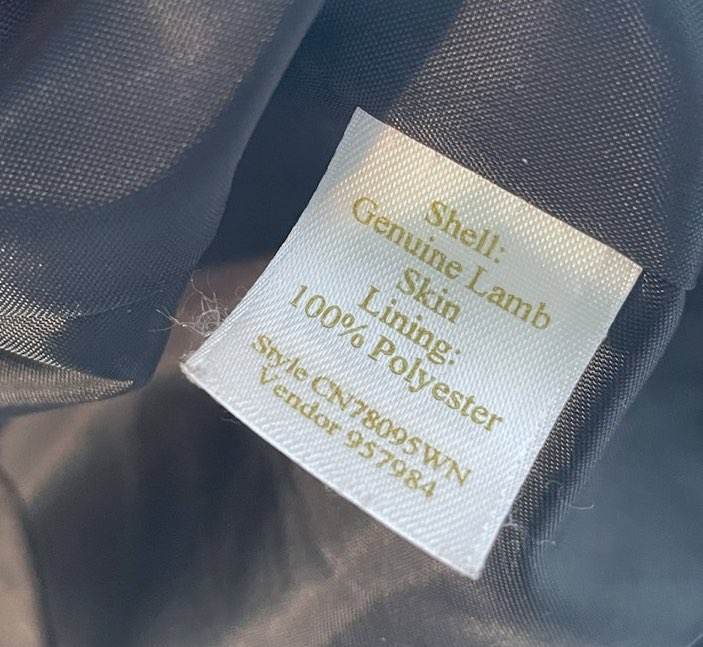 Shell:
Genuine Lamb
Skin
Lining:
100% Polyester
Style CN78095WN
Vendor 957984